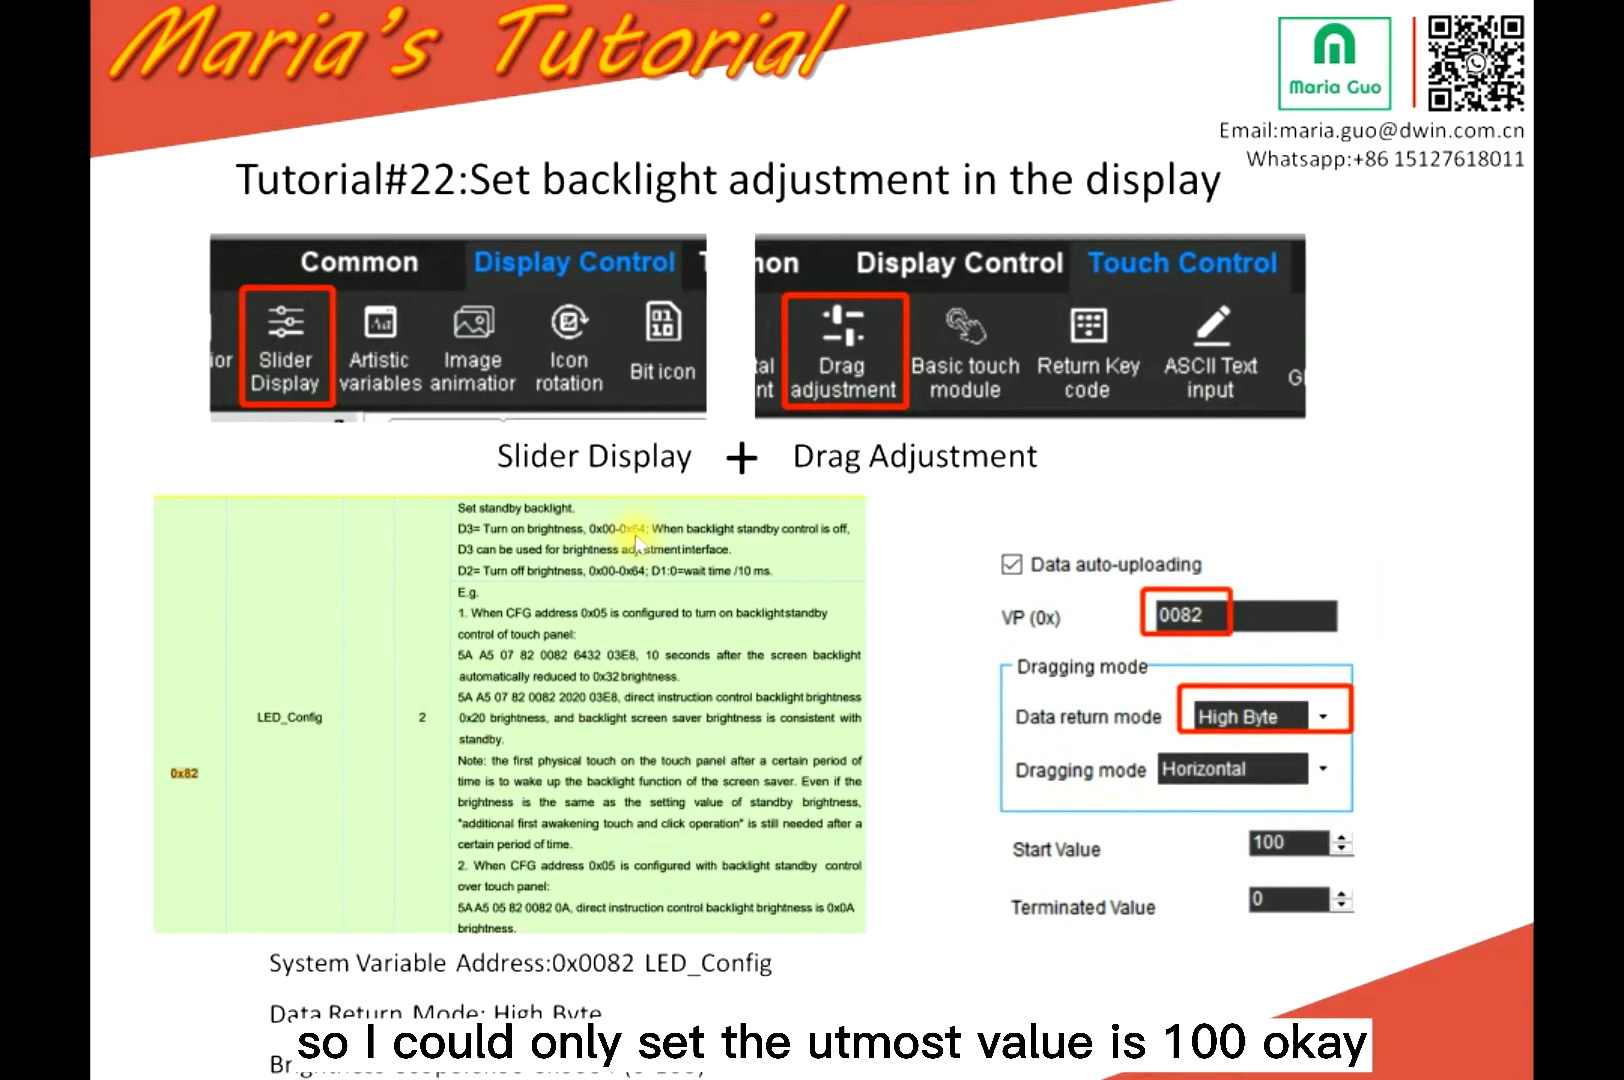 Maria's Tutorial
Maria Guo
Email:maria.guo@dwin.com.cn
Whatsapp:+86 15127618011
Tutorial#22:Set backlight adjustment in the display
Common Display Control
Slider Display
Artistic variables
Image animatior
Icon rotation
Bit icon
Display Control Touch Control
Drag adjustment
Basic touch module
Return Key code
ASCII Text input
Slider Display + Drag Adjustment
0x82
LED_Config
2
Set standby backlight.
D3= Turn on brightness, 0x00-0x64; When backlight standby control is off,
D3 can be used for brightness adjustment interface.
D2= Turn off brightness, 0x00-0x64; D1:0=wait time /10 ms.
E.g.
1. When CFG address 0x05 is configured to turn on backlight standby
control of touch panel:
5A A5 07 82 0082 6432 03E8, 10 seconds after the screen backlight
automatically reduced to 0x32 brightness.
5A A5 07 82 0082 2020 03E8, direct instruction control backlight brightness
0x20 brightness, and backlight screen saver brightness is consistent with
standby.
Note: the first physical touch on the touch panel after a certain period of
time is to wake up the backlight function of the screen saver. Even if the
brightness is the same as the setting value of standby brightness,
"additional first awakening touch and click operation" is still needed after a
certain period of time.
2. When CFG address 0x05 is configured with backlight standby control
over touch panel:
5A A5 05 82 0082 0A, direct instruction control backlight brightness is 0x0A
brightness.
Data auto-uploading
VP (0x) 0082
Dragging mode
Data return mode High Byte
Dragging mode Horizontal
Start Value 100
Terminated Value 0
System Variable Address:0x0082 LED_Config
Data Return Mode: High Byte
so I could only set the utmost value is 100 okay